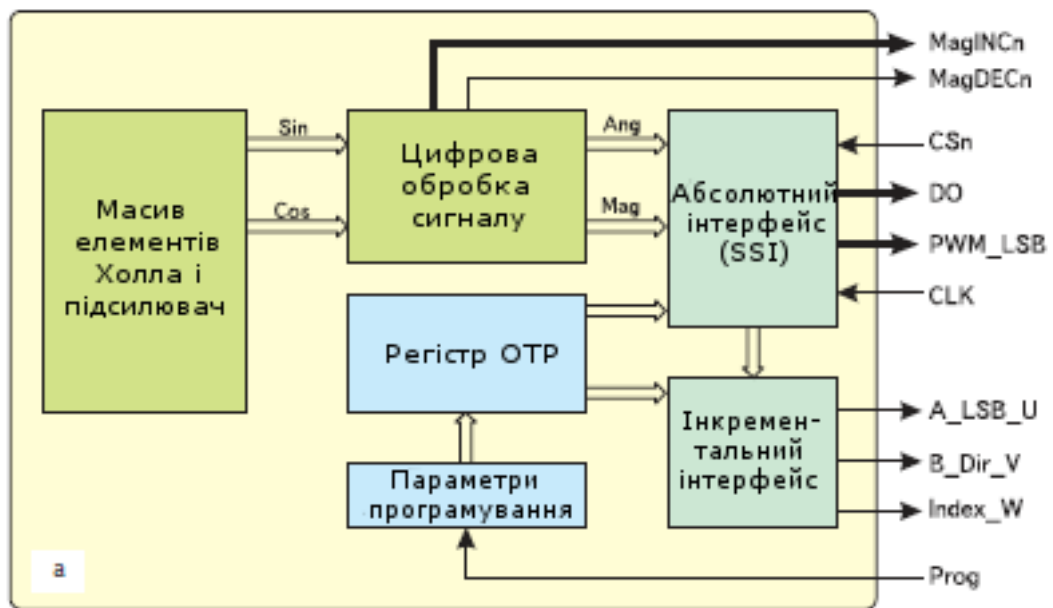 MagINCn
MagDECn
Sin
Cos
Ang
Mag
Масив
елементів
Холла і
підсилювач
Цифрова
обробка
сигналу
Абсолютний
інтерфейс
(SSI)
CSn
DO
PWM_LSB
CLK
Регістр ОТР
Інкремен-
тальний
інтерфейс
A_LSB_U
B_Dir_V
Index_W
Параметри
програмування
Prog
а